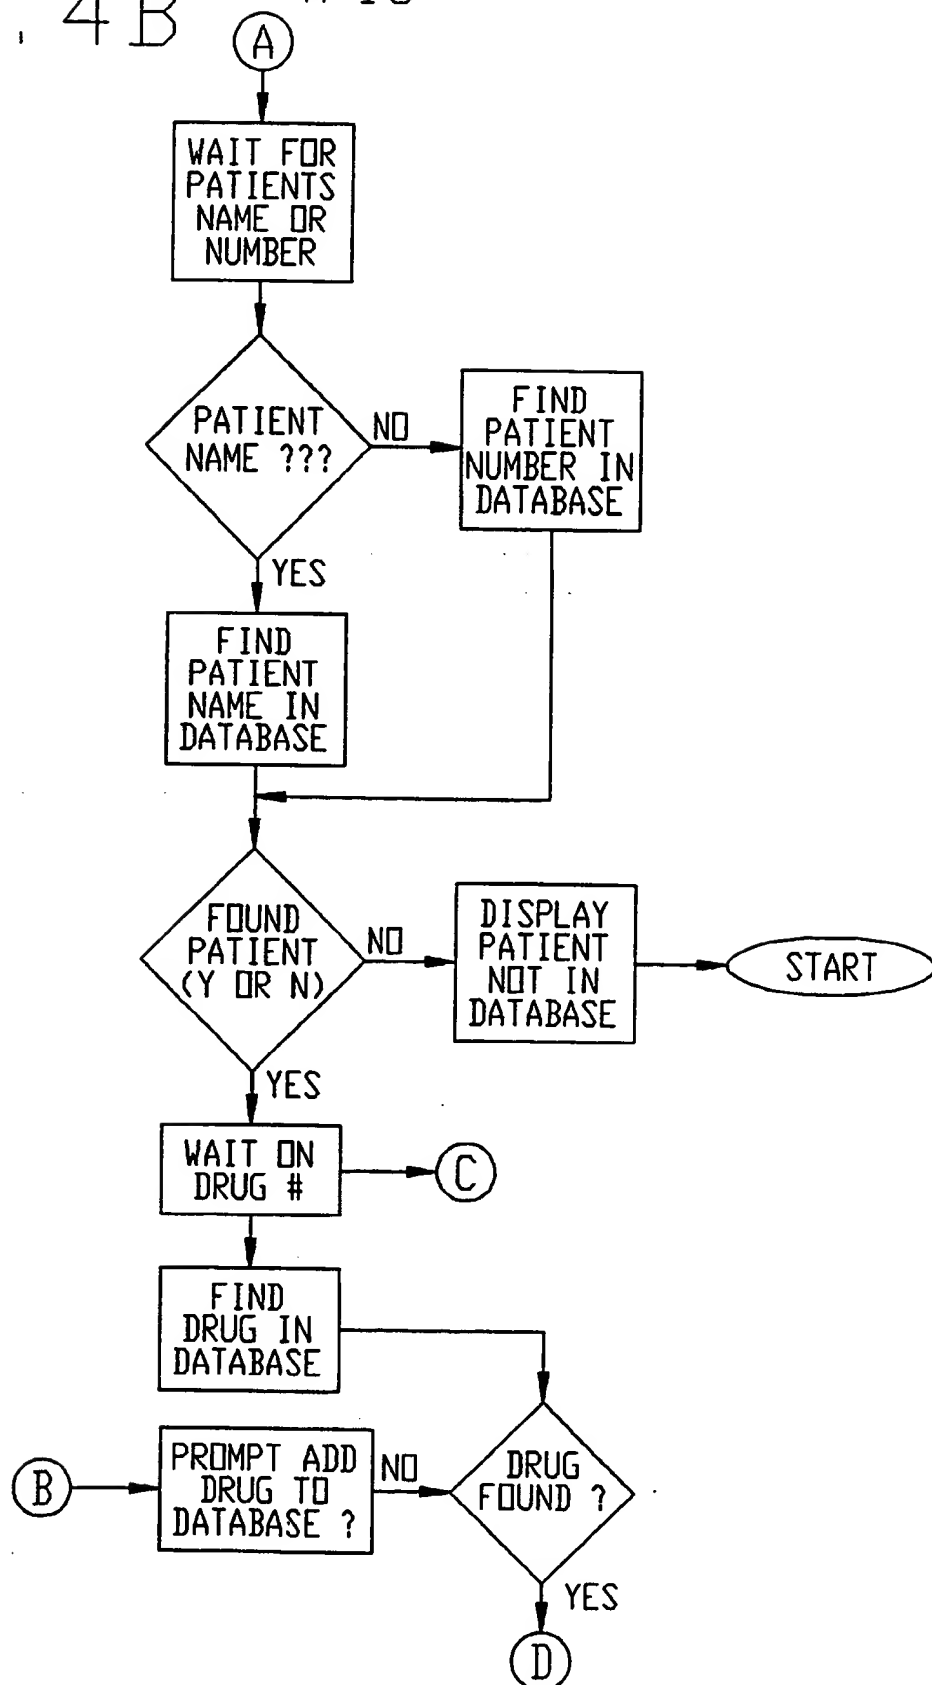 4B
A
WAIT FOR
PATIENTS
NAME OR
NUMBER
PATIENT
NAME ???
NO
FIND
PATIENT
NUMBER IN
DATABASE
YES
FIND
PATIENT
NAME IN
DATABASE
FOUND
PATIENT
(Y OR N)
NO
DISPLAY
PATIENT
NOT IN
DATABASE
START
YES
WAIT ON
DRUG #
C
FIND
DRUG IN
DATABASE
B
PROMPT ADD
DRUG TO
DATABASE ?
NO
DRUG
FOUND ?
YES
D